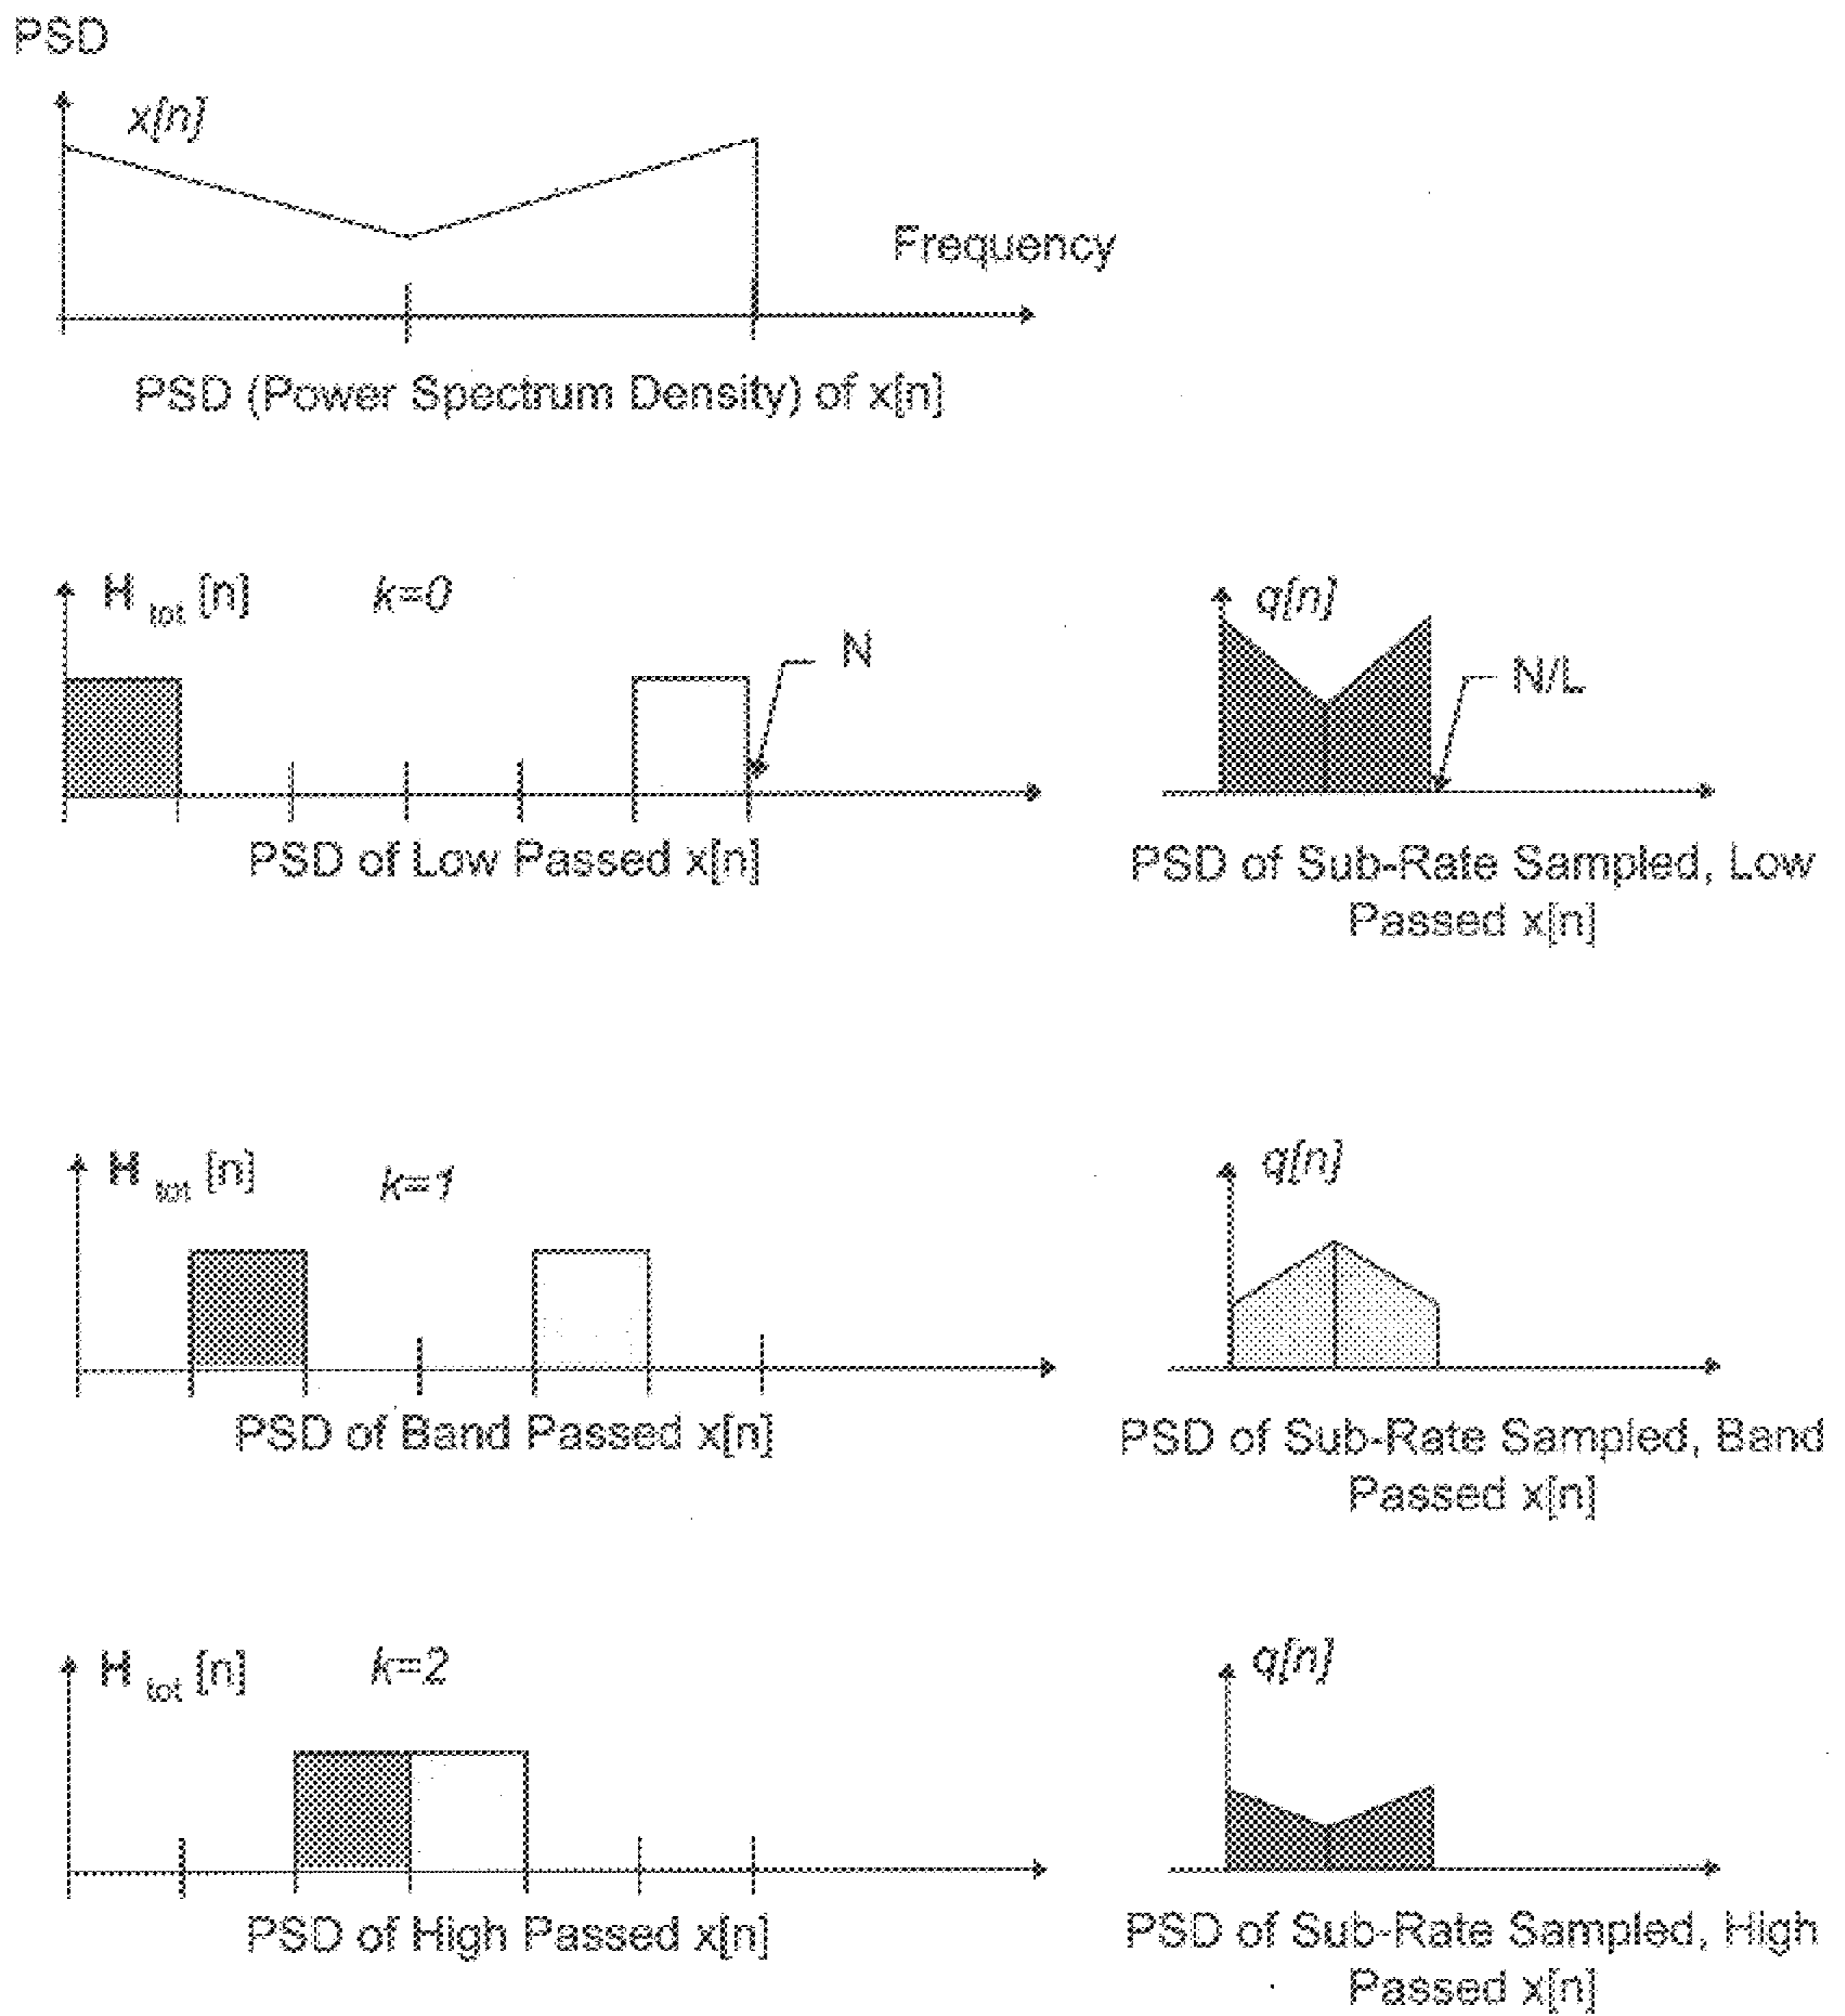 PSD
x[n]
Frequency
PSD (Power Spectrum Density) of x[n]
H tot [n]
k=0
N
q[n]
N/L
PSD of Low Passed x[n]
PSD of Sub-Rate Sampled, Low
Passed x[n]
H tot [n]
k=1
q[n]
PSD of Band Passed x[n]
PSD of Sub-Rate Sampled, Band
Passed x[n]
H tot [n]
k=2
q[n]
PSD of High Passed x[n]
PSD of Sub-Rate Sampled, High
Passed x[n]